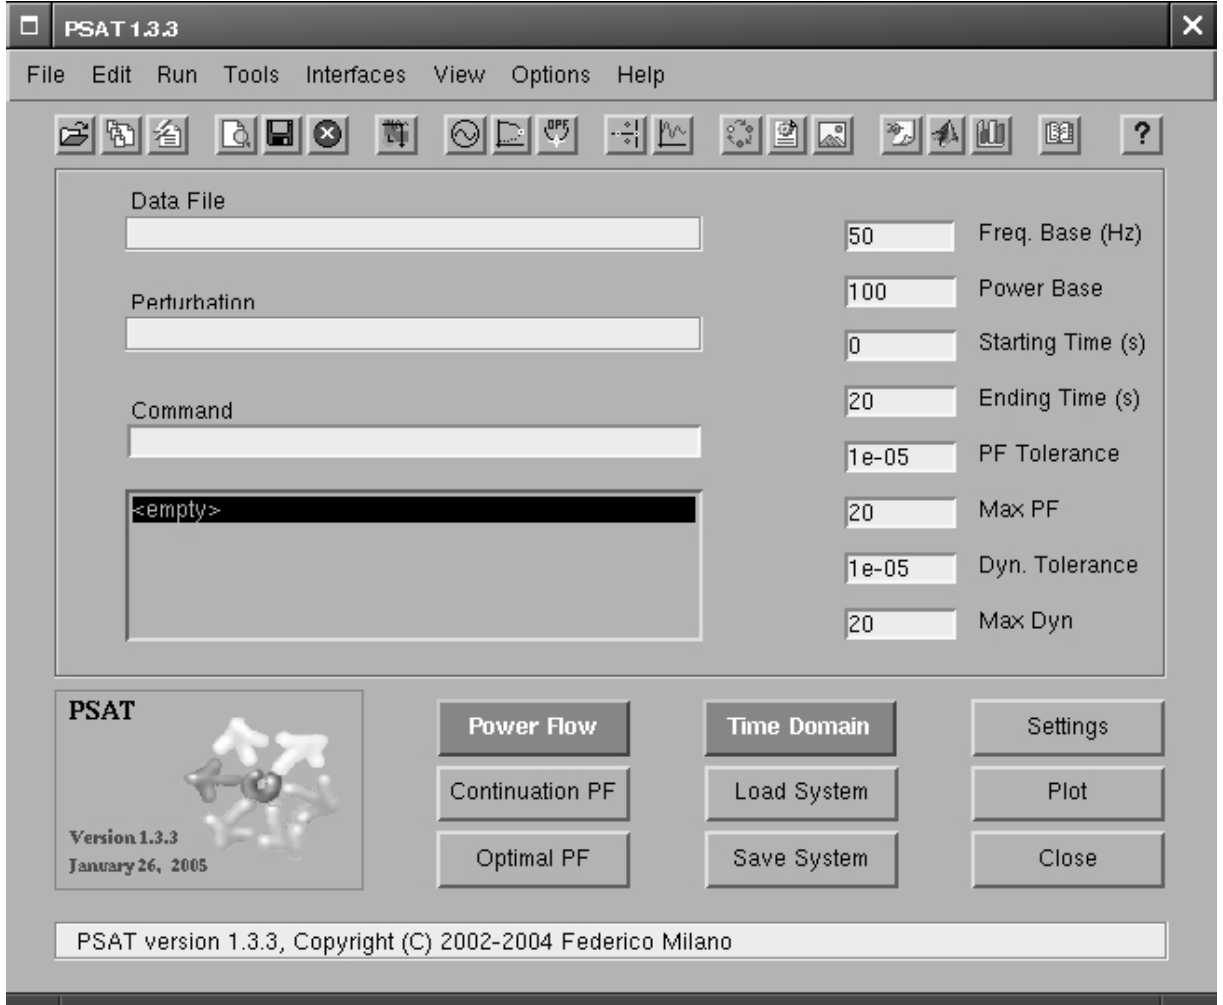 PSAT 1.3.3
File Edit Run Tools Interfaces View Options Help
OPF
?
Data File
50 Freq. Base (Hz)
Perturbation
100 Power Base
0 Starting Time (s)
Command
20 Ending Time (s)
1e-05 PF Tolerance
<empty>
20 Max PF
1e-05 Dyn. Tolerance
20 Max Dyn
PSAT
Version 1.3.3
January 26, 2005
Power Flow Time Domain Settings
Continuation PF Load System Plot
Optimal PF Save System Close
PSAT version 1.3.3, Copyright (C) 2002-2004 Federico Milano